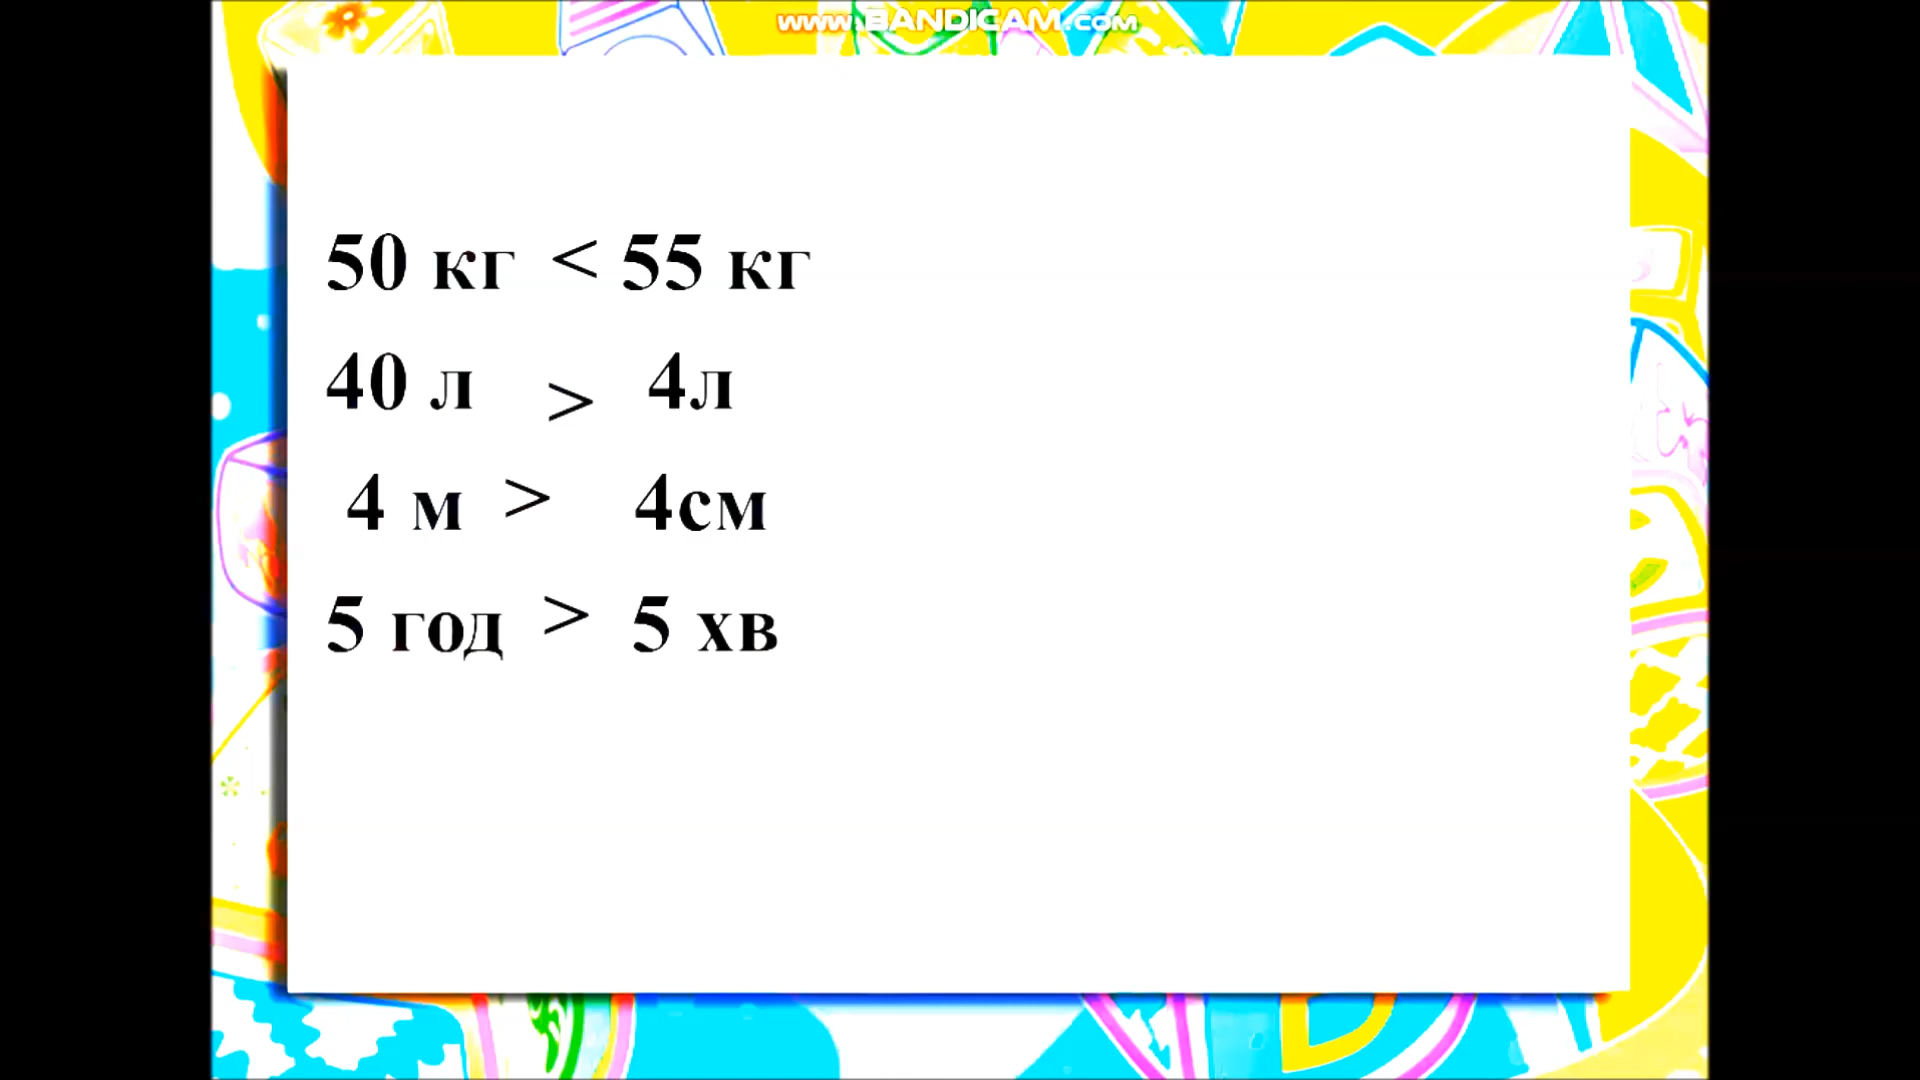 www.BANDICAM.com
50 кг < 55 кг
40 л > 4л
4 м > 4см
5 год > 5 хв